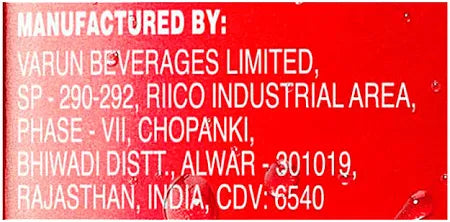 MANUFACTURED BY:
VARUN BEVERAGES LIMITED,
SP - 290-292, RIICO INDUSTRIAL AREA,
PHASE - VII, CHOPANKI,
BHIWADI DISTT., ALWAR - 301019,
RAJASTHAN, INDIA, CDV: 6540